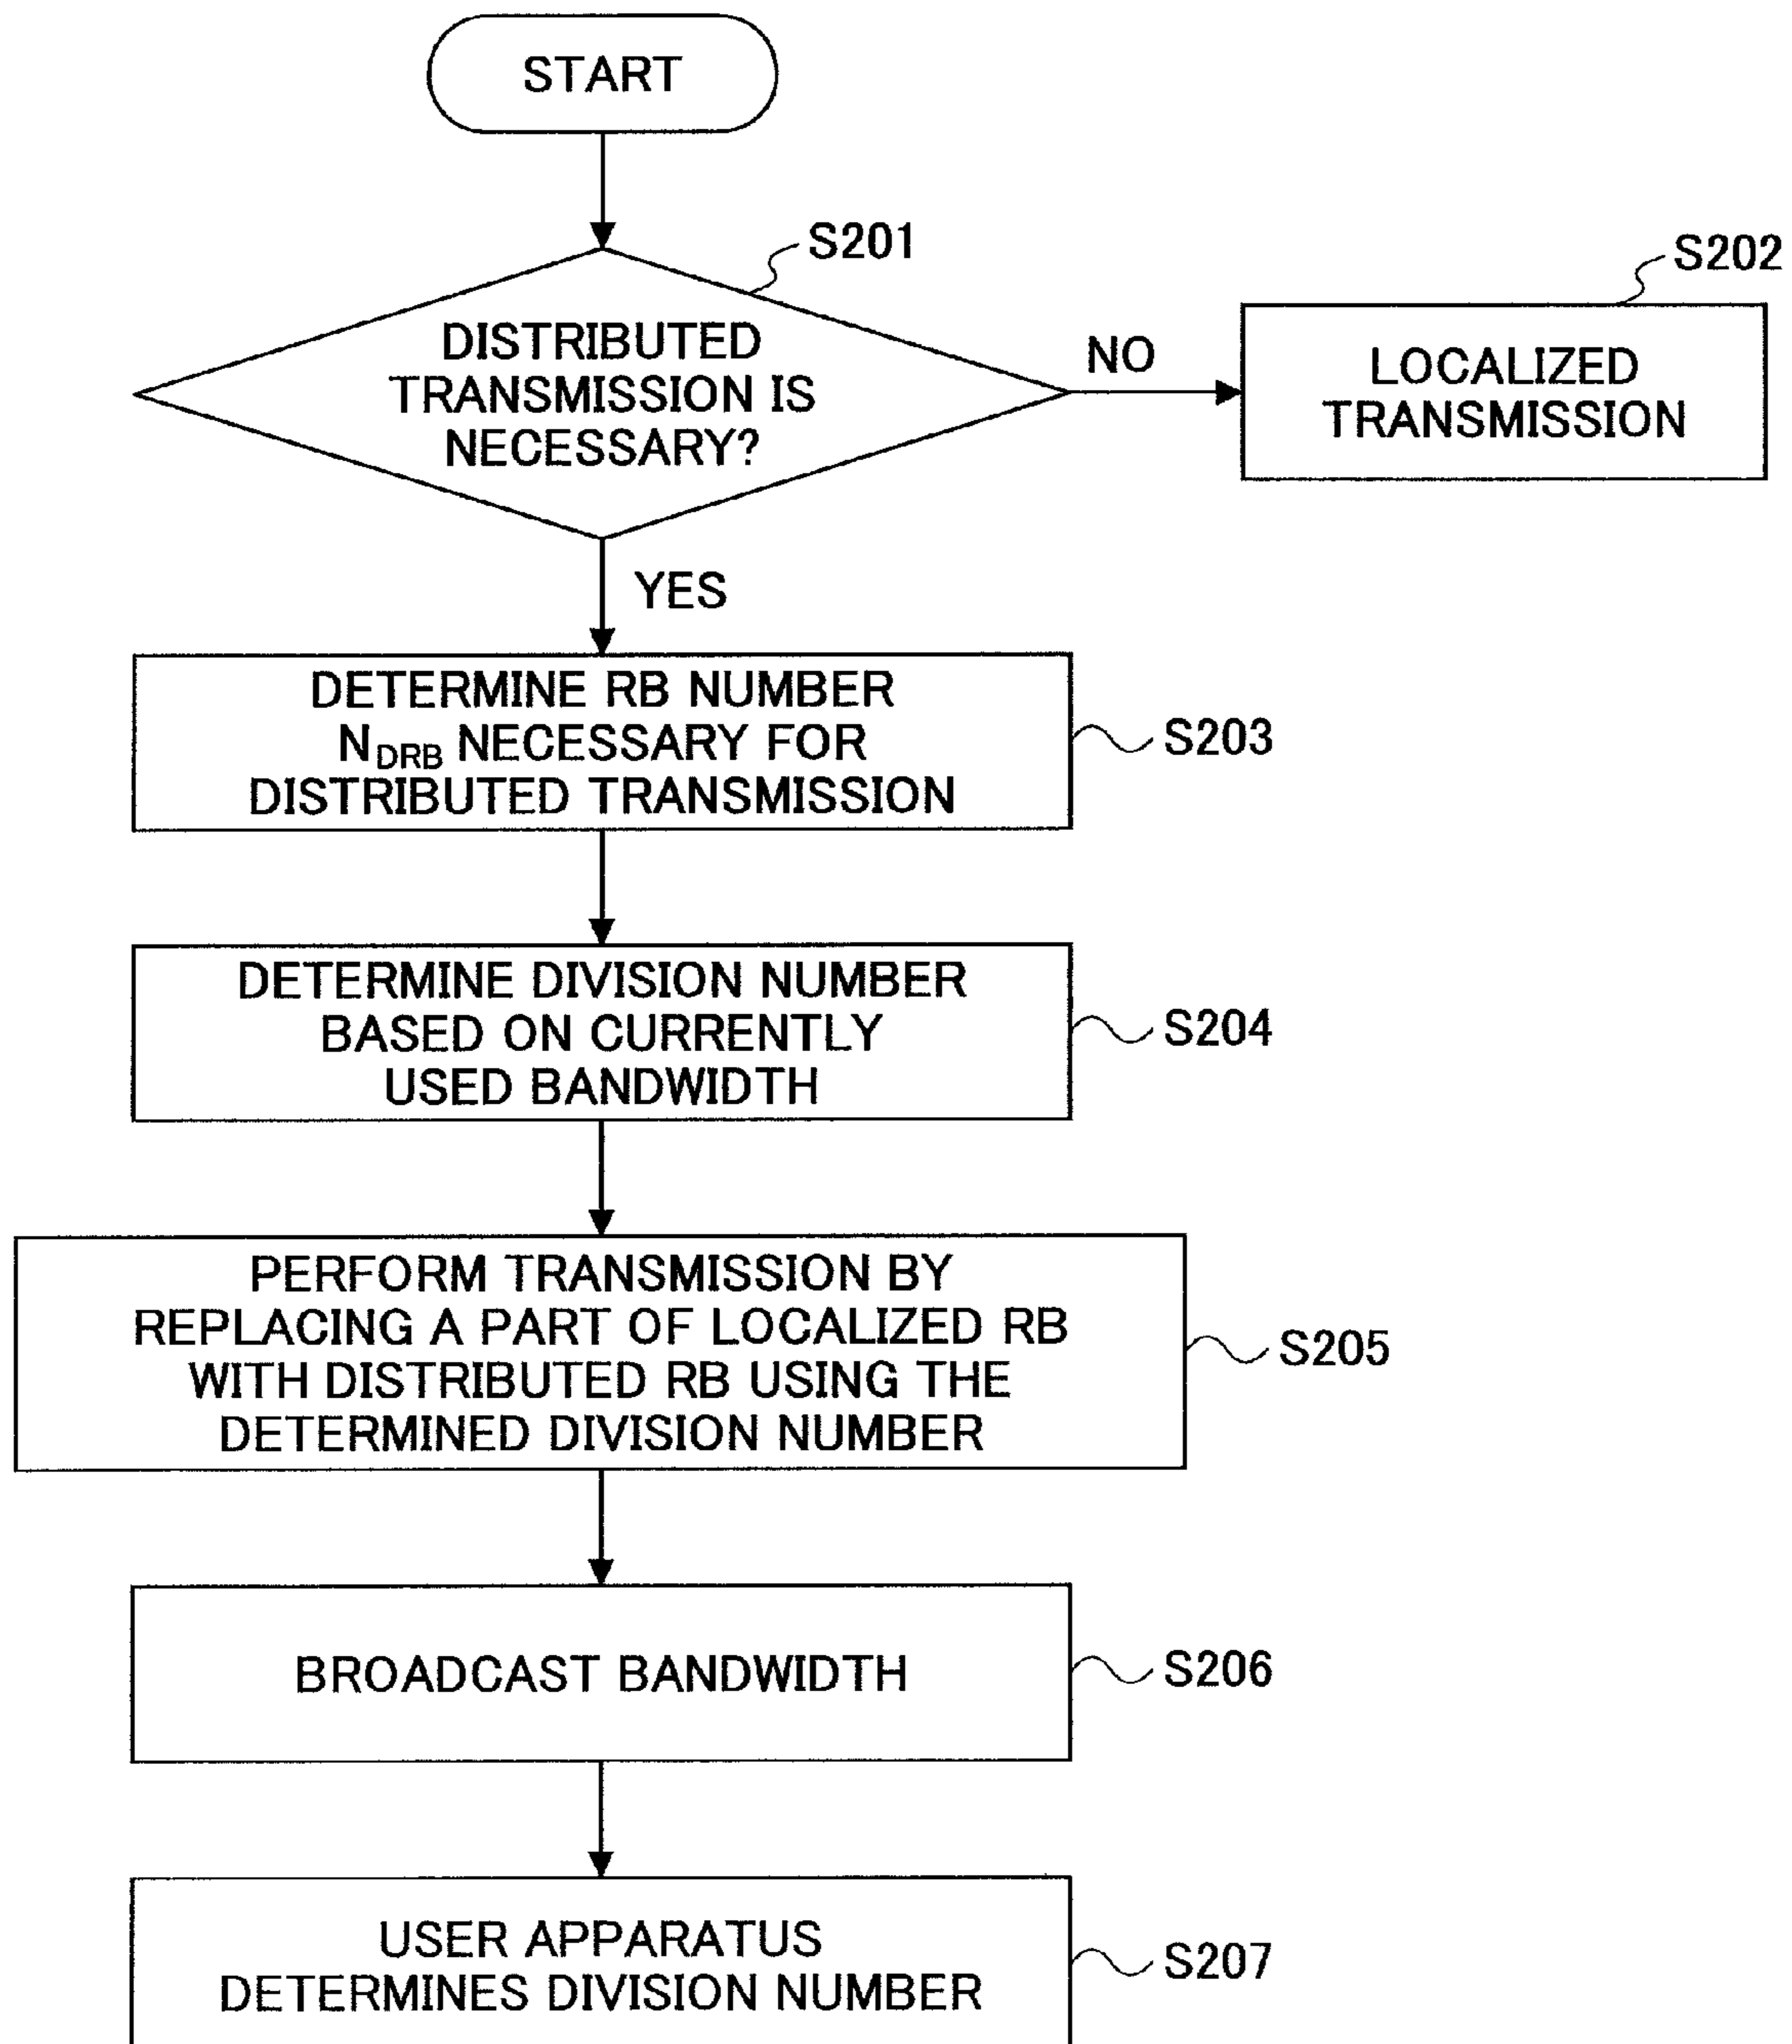 START
S201
DISTRIBUTED
TRANSMISSION IS
NECESSARY?
NO
S202
LOCALIZED
TRANSMISSION
YES
DETERMINE RB NUMBER
N_DRB NECESSARY FOR
DISTRIBUTED TRANSMISSION
S203
DETERMINE DIVISION NUMBER
BASED ON CURRENTLY
USED BANDWIDTH
S204
PERFORM TRANSMISSION BY
REPLACING A PART OF LOCALIZED RB
WITH DISTRIBUTED RB USING THE
DETERMINED DIVISION NUMBER
S205
BROADCAST BANDWIDTH
S206
USER APPARATUS
DETERMINES DIVISION NUMBER
S207